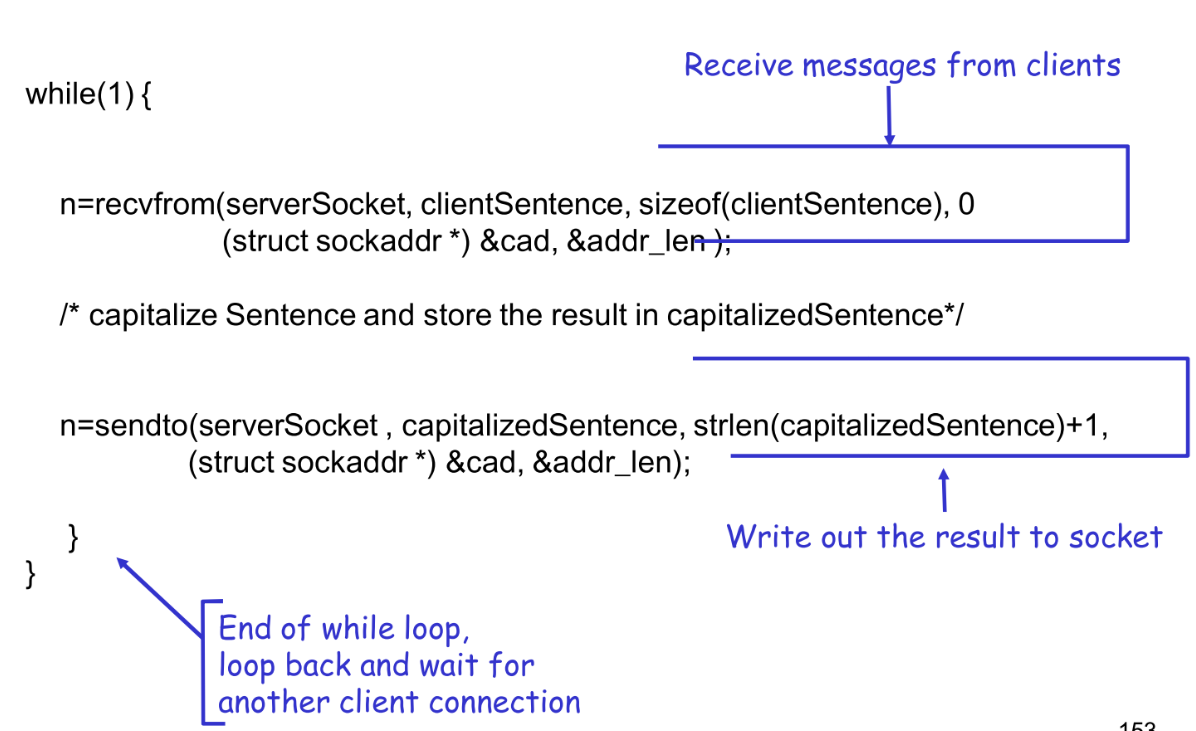 Receive messages from clients
while(1) {
n=recvfrom(serverSocket, clientSentence, sizeof(clientSentence), 0
(struct sockaddr *) &cad, &addr_len );
/* capitalize Sentence and store the result in capitalizedSentence*/
n=sendto(serverSocket , capitalizedSentence, strlen(capitalizedSentence)+1,
(struct sockaddr *) &cad, &addr_len);
Write out the result to socket
}
}
End of while loop,
loop back and wait for
another client connection
153